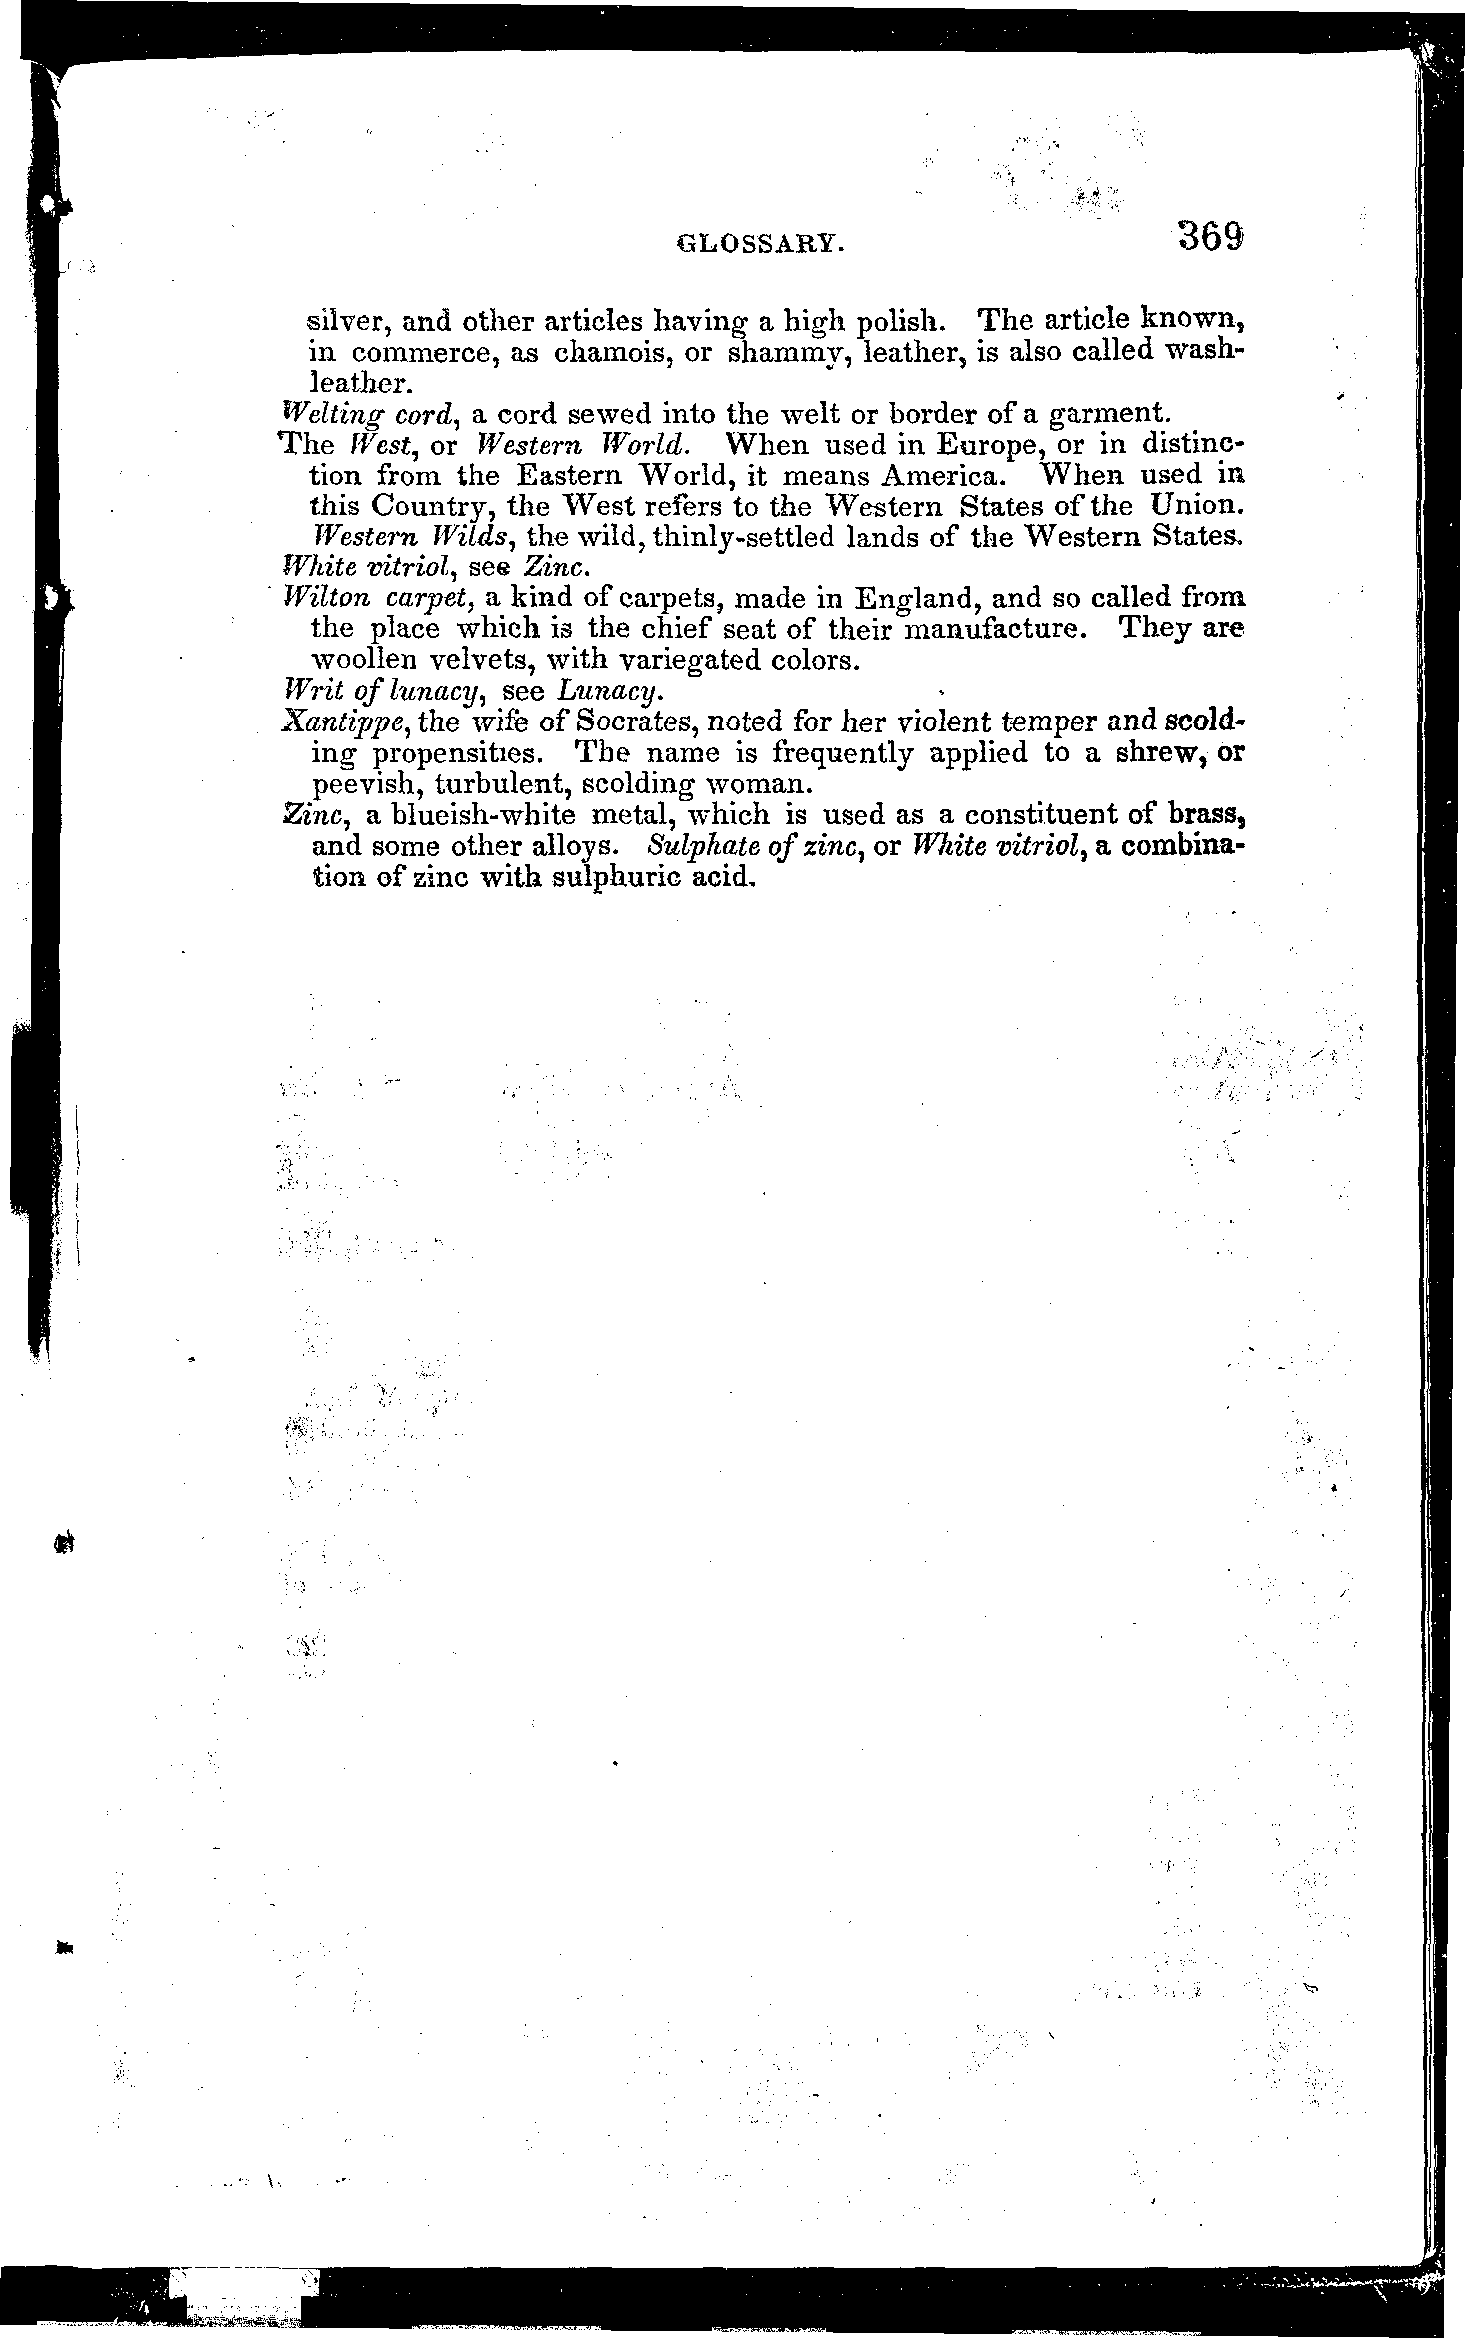 GLOSSARY. 369
silver, and other articles having a high polish. The article known,
in commerce, as chamois, or shammy, leather, is also called wash-
leather.
Welting cord, a cord sewed into the welt or border of a garment.
The West, or Western World. When used in Europe, or in distinc-
tion from the Eastern World, it means America. When used in
this Country, the West refers to the Western States of the Union.
Western Wilds, the wild, thinly-settled lands of the Western States.
White vitriol, see Zinc.
Wilton carpet, a kind of carpets, made in England, and so called from
the place which is the chief seat of their manufacture. They are
woollen velvets, with variegated colors.
Writ of lunacy, see Lunacy.
Xantippe, the wife of Socrates, noted for her violent temper and scold-
ing propensities. The name is frequently applied to a shrew, or
peevish, turbulent, scolding woman.
Zinc, a blueish-white metal, which is used as a constituent of brass,
and some other alloys. Sulphate of zinc, or White vitriol, a combina-
tion of zinc with sulphuric acid.